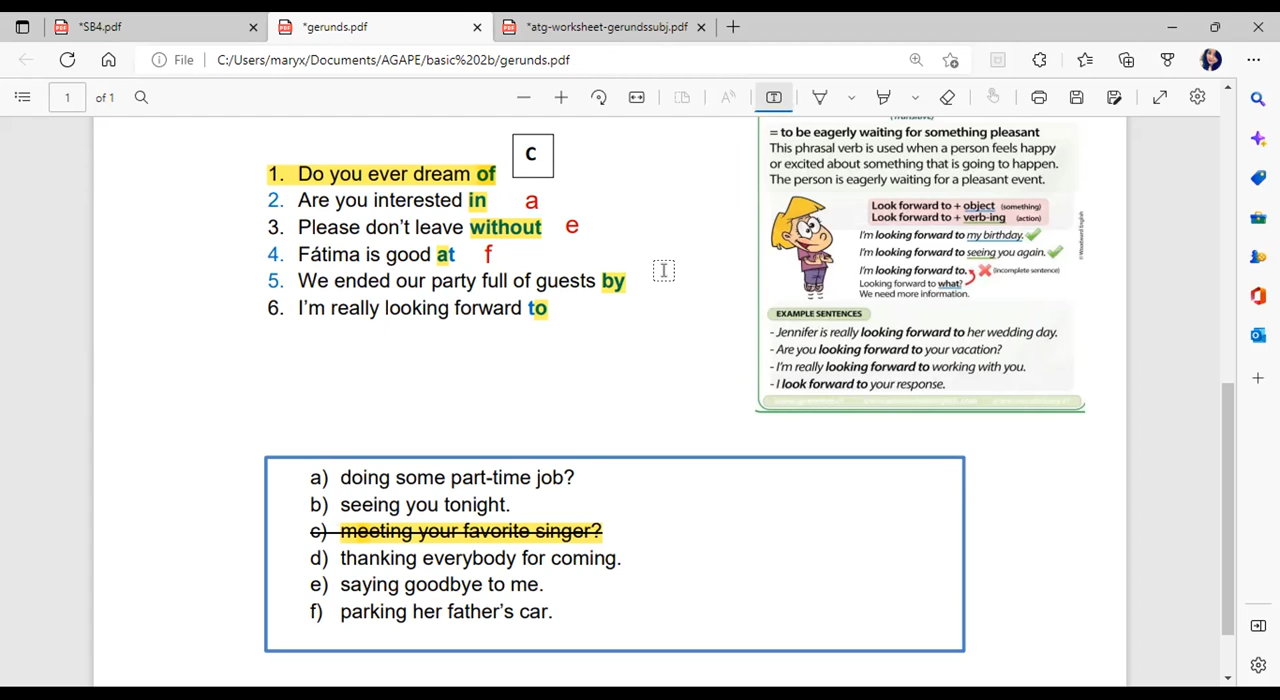 *SB4.pdf
*gerunds.pdf
*atg-worksheet-gerundssubj.pdf
File C:/Users/maryx/Documents/AGAPE/basic%202b/gerunds.pdf
1 of 1
C
1. Do you ever dream of
2. Are you interested in a
3. Please don't leave without e
4. Fátima is good at f
5. We ended our party full of guests by
6. I'm really looking forward to
(Transitive)
= to be eagerly waiting for something pleasant
This phrasal verb is used when a person feels happy
or excited about something that is going to happen.
The person is eagerly waiting for a pleasant event.
Look forward to + object (something)
Look forward to + verb-ing (action)
I'm looking forward to my birthday.
I'm looking forward to seeing you again.
I'm looking forward to. (incomplete sentence)
Looking forward to what?
We need more information.
© Woodward English
EXAMPLE SENTENCES
- Jennifer is really looking forward to her wedding day.
- Are you looking forward to your vacation?
- I'm really looking forward to working with you.
- I look forward to your response.
a) doing some part-time job?
b) seeing you tonight.
c) meeting your favorite singer?
d) thanking everybody for coming.
e) saying goodbye to me.
f) parking her father's car.